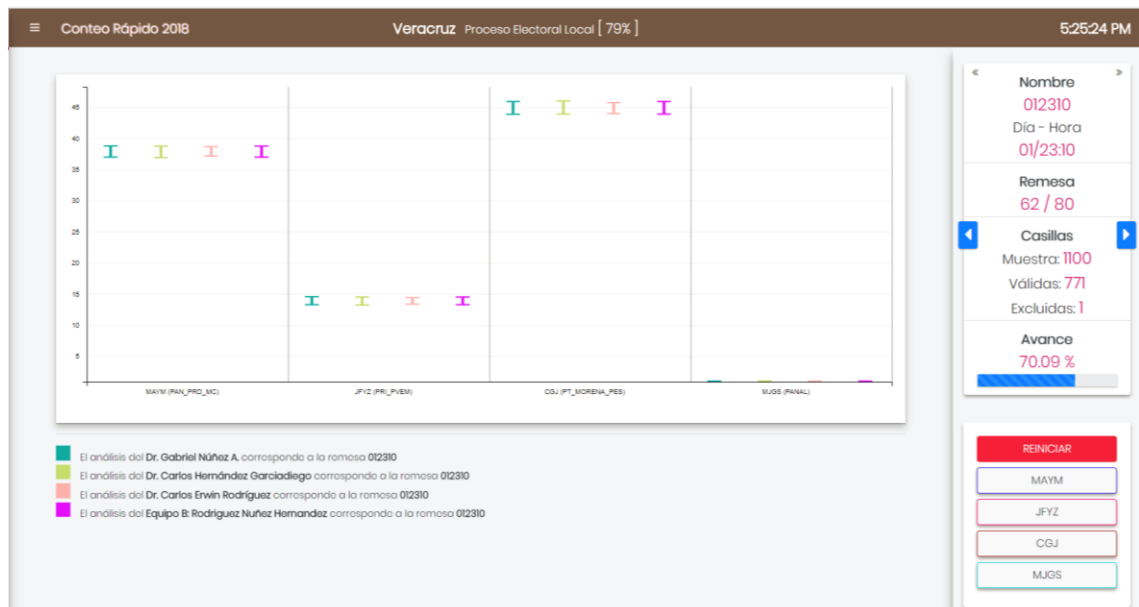 ≡ Conteo Rápido 2018 Veracruz Proceso Electoral Local [ 79% ] 5:25:24 PM
45
40
35
30
25
20
15
10
5
MAYM (PAN_PRD_MC) JFYZ (PRI_PVEM) CGJ (PT_MORENA_PES) MJGS (PANAL)
El análisis del Dr. Gabriel Núñez A. corresponde a la remesa 012310
El análisis del Dr. Carlos Hernández Garciadiego corresponde a la remesa 012310
El análisis del Dr. Carlos Erwin Rodríguez corresponde a la remesa 012310
El análisis del Equipo B: Rodriguez Nuñez Hernandez corresponde a la remesa 012310
« »
Nombre
012310
Día - Hora
01/23:10
Remesa
62 / 80
Casillas
Muestra: 1100
Válidas: 771
Excluidas: 1
Avance
70.09 %
REINICIAR
MAYM
JFYZ
CGJ
MJGS